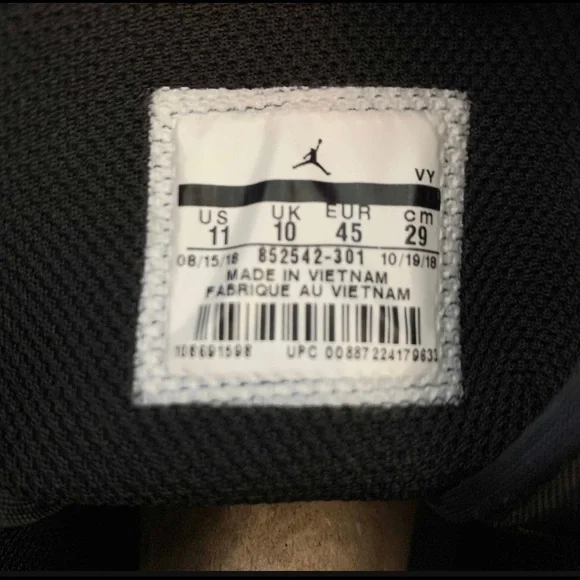 VY
US UK EUR cm
11 10 45 29
08/15/18 852542-301 10/19/18
MADE IN VIETNAM
FABRIQUE AU VIETNAM
106691598 UPC 00887224179633